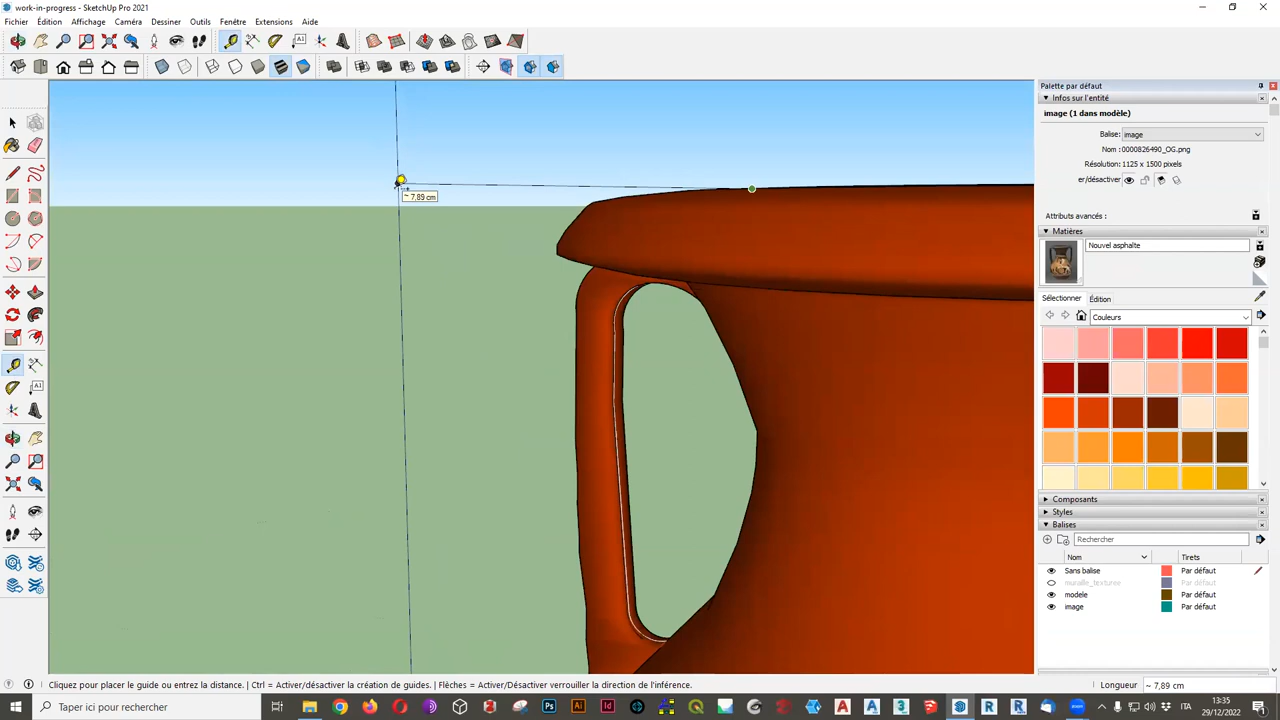 work-in-progress - SketchUp Pro 2021
Fichier Édition Affichage Caméra Dessiner Outils Fenêtre Extensions Aide
~ 7,89 cm
Palette par défaut
Infos sur l'entité
image (1 dans modèle)
Balise: image
Nom : 0000826490_OG.png
Résolution: 1125 x 1500 pixels
er/désactiver
Attributs avancés :
Matières
Nouvel asphalte
Sélectionner Édition
Couleurs
Composants
Styles
Balises
Rechercher
Nom Tirets
Sans balise Par défaut
muraille_texturee Par défaut
modele Par défaut
image Par défaut
Cliquez pour placer le guide ou entrez la distance. | Ctrl = Activer/désactiver la création de guides. | Flèches = Activer/Désactiver verrouiller la direction de l'inférence.
Longueur ~ 7,89 cm
Taper ici pour rechercher
ITA
13:35
29/12/2022